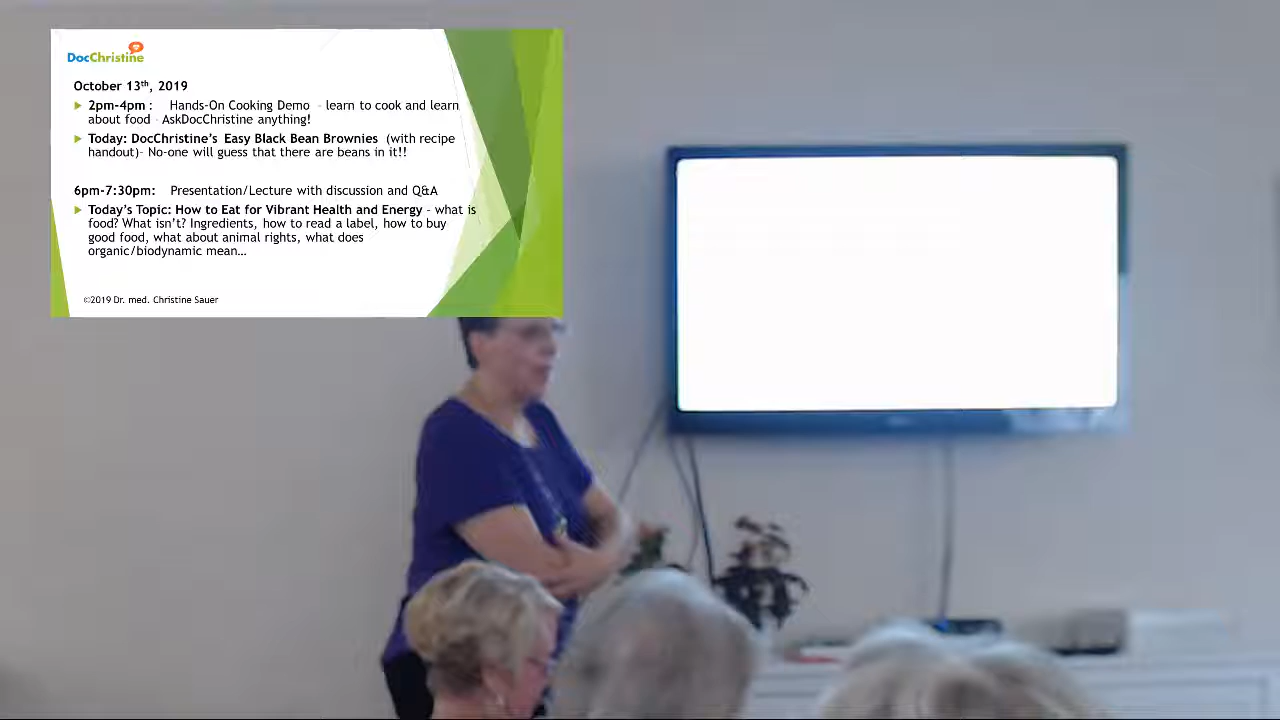 DocChristine
October 13th, 2019
2pm-4pm : Hands-On Cooking Demo - learn to cook and learn
about food - AskDocChristine anything!
Today: DocChristine's Easy Black Bean Brownies (with recipe
handout)- No-one will guess that there are beans in it!!
6pm-7:30pm: Presentation/Lecture with discussion and Q&A
Today's Topic: How to Eat for Vibrant Health and Energy - what is
food? What isn't? Ingredients, how to read a label, how to buy
good food, what about animal rights, what does
organic/biodynamic mean…
©2019 Dr. med. Christine Sauer